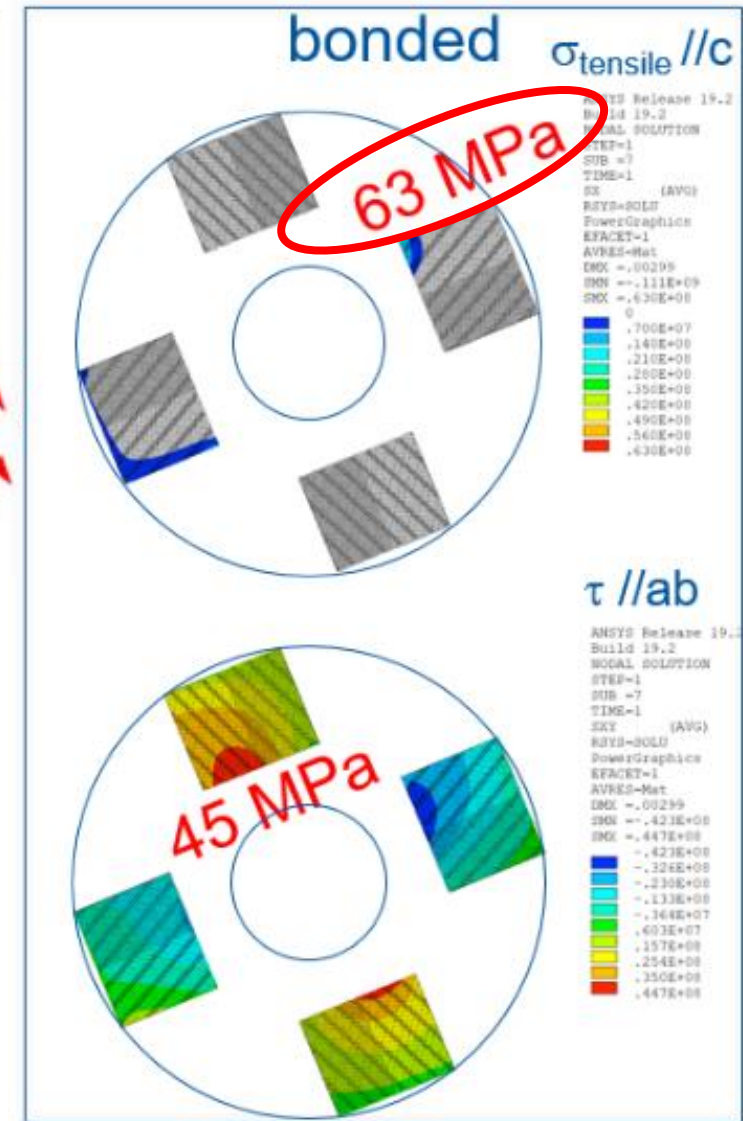 bonded
σtensile //c
63 MPa
ANSYS Release 19.2
Build 19.2
NODAL SOLUTION
STEP=1
SUB =7
TIME=1
SX (AVG)
RSYS=SOLU
PowerGraphics
EFACET=1
AVRES=Mat
DMX =.00299
SMN =-.111E+09
SMX =.630E+08
0
.700E+07
.140E+08
.210E+08
.280E+08
.350E+08
.420E+08
.490E+08
.560E+08
.630E+08
τ //ab
45 MPa
ANSYS Release 19.2
Build 19.2
NODAL SOLUTION
STEP=1
SUB =7
TIME=1
SXY (AVG)
RSYS=SOLU
PowerGraphics
EFACET=1
AVRES=Mat
DMX =.00299
SMN =-.423E+08
SMX =.447E+08
-.423E+08
-.326E+08
-.230E+08
-.133E+08
-.364E+07
.603E+07
.157E+08
.254E+08
.350E+08
.447E+08